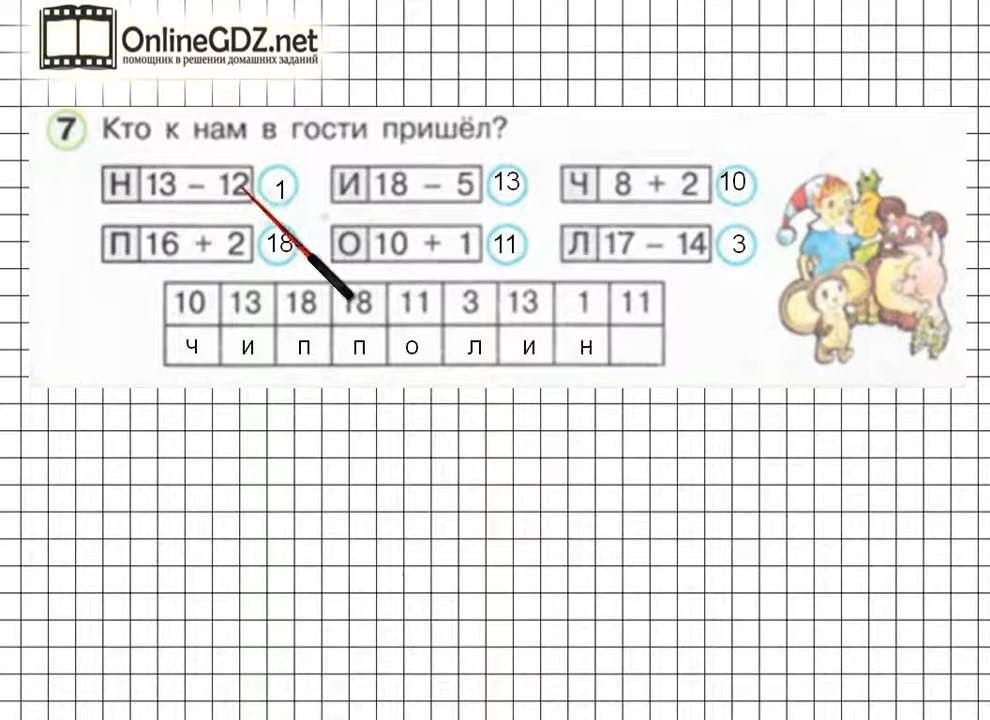 OnlineGDZ.net
помощник в решении домашних заданий
7 Кто к нам в гости пришёл?
Н 13 – 12 1 И 18 – 5 13 Ч 8 + 2 10
П 16 + 2 18 О 10 + 1 11 Л 17 – 14 3
10 13 18 18 11 3 13 1 11
ч и п п о л и н